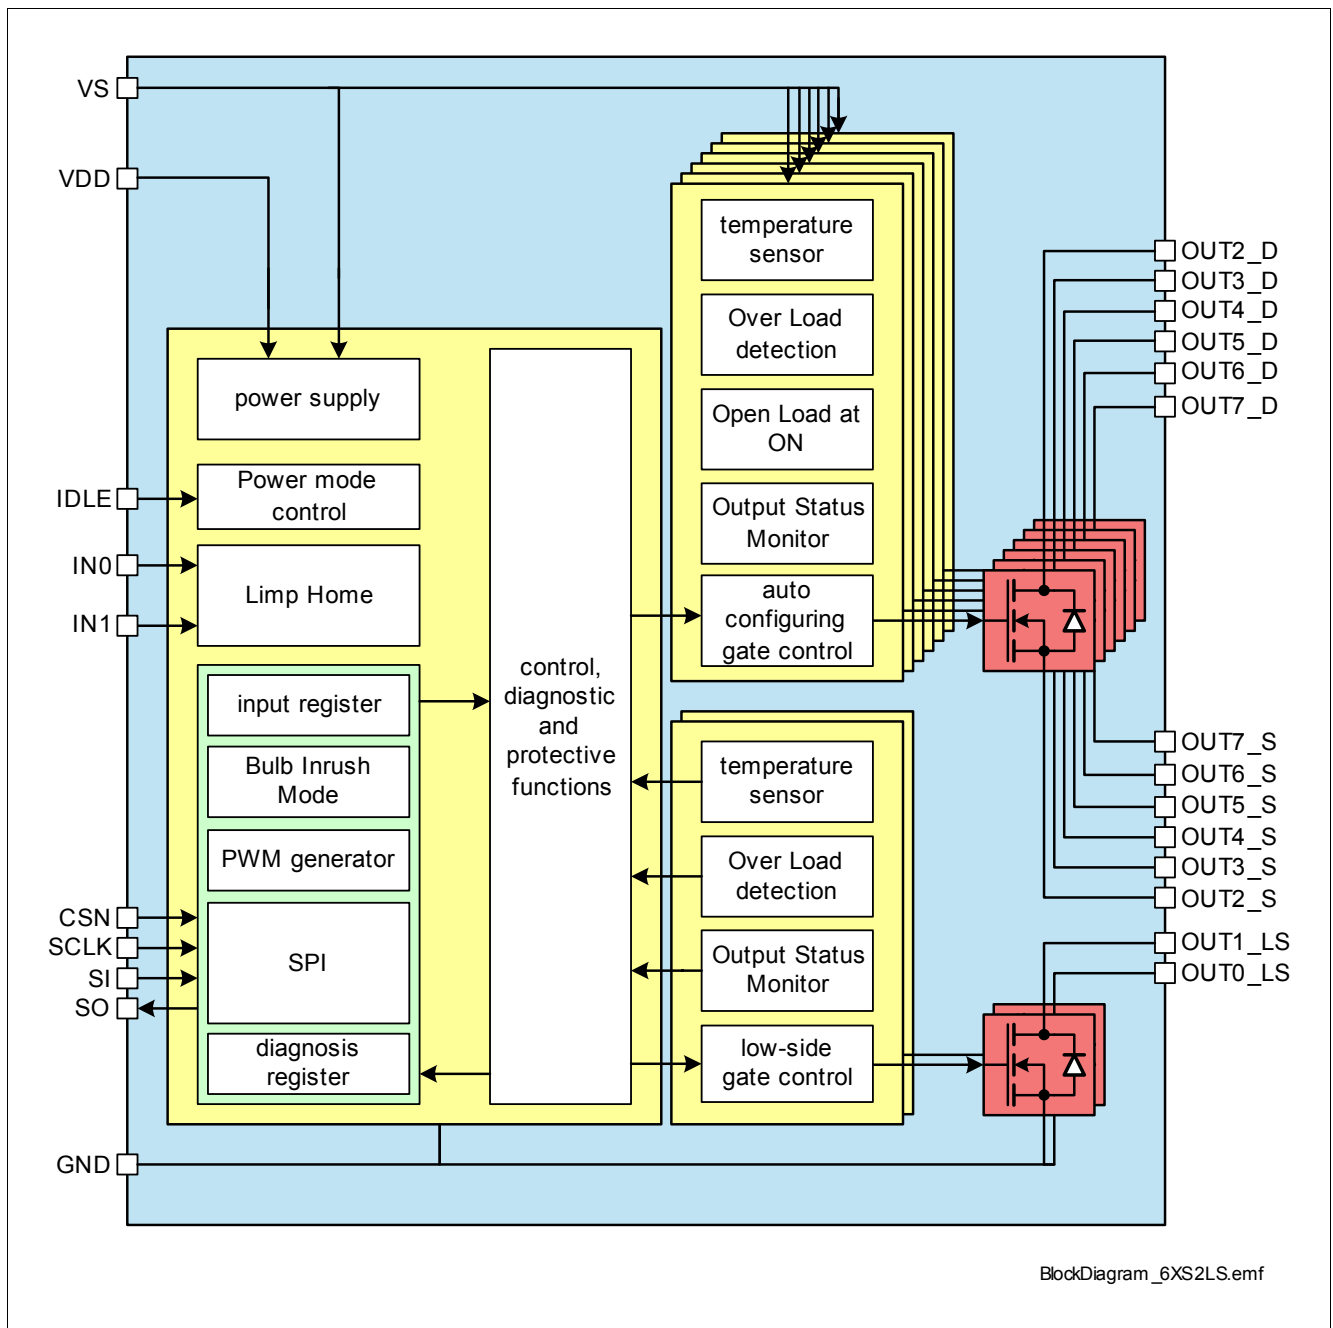 VS
VDD
IDLE
IN0
IN1
CSN
SCLK
SI
SO
GND
power supply
Power mode
control
Limp Home
input register
Bulb Inrush
Mode
PWM generator
SPI
diagnosis
register
control,
diagnostic
and
protective
functions
temperature
sensor
Over Load
detection
Open Load at
ON
Output Status
Monitor
auto
configuring
gate control
temperature
sensor
Over Load
detection
Output Status
Monitor
low-side
gate control
OUT2_D
OUT3_D
OUT4_D
OUT5_D
OUT6_D
OUT7_D
OUT7_S
OUT6_S
OUT5_S
OUT4_S
OUT3_S
OUT2_S
OUT1_LS
OUT0_LS
BlockDiagram_6XS2LS.emf